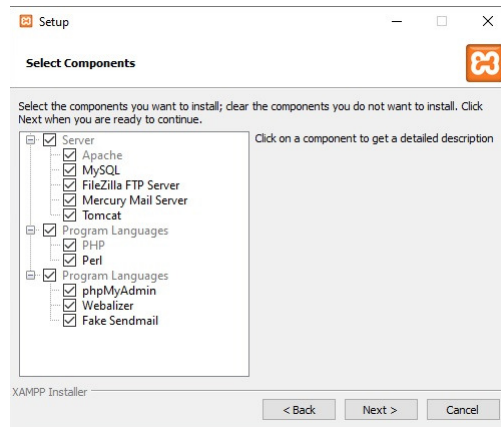 Setup
Select Components
Select the components you want to install; clear the components you do not want to install. Click
Next when you are ready to continue.
Server
Apache
MySQL
FileZilla FTP Server
Mercury Mail Server
Tomcat
Program Languages
PHP
Perl
Program Languages
phpMyAdmin
Webalizer
Fake Sendmail
Click on a component to get a detailed description
XAMPP Installer
< Back
Next >
Cancel